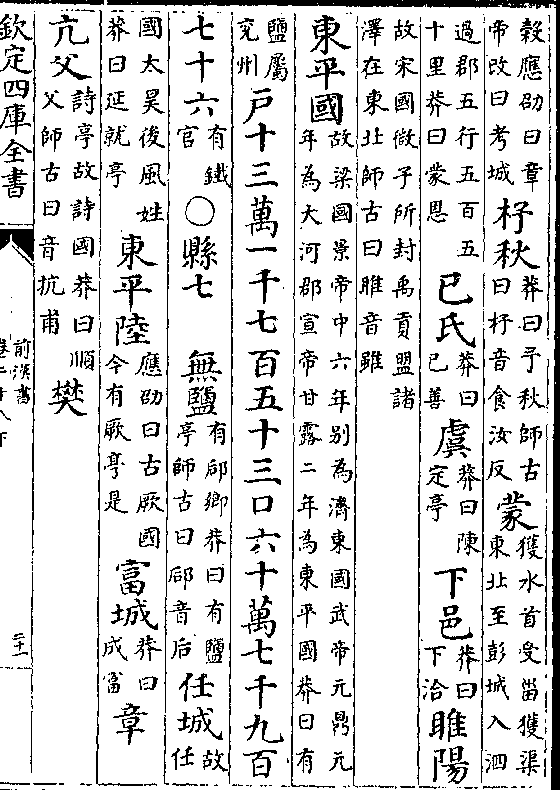 穀應劭曰章帝改曰考城杼秋莽曰予秋師古曰杼音食汝反蒙獲水首受甾獲渠東北至彭城入泗
過郡五行五百五十里莽曰蒙恩已氏莽曰已善虞莽曰陳定亭下邑莽曰下洽睢陽
故宋國微子所封禹貢盟諸澤在東北師古曰睢音雖
東平國故梁國景帝中六年别為濟東國武帝元鼎元年為大河郡宣帝甘露二年為東平國莽曰有
鹽屬兖州戸十三萬一千七百五十三口六十萬七千九百
七十六有鐵官○縣七 無鹽有郈鄉莽曰有鹽亭師古曰郈音后任城故任
國太昊後風姓莽曰延就亭東平陸應劭曰古厥國今有厥亭是富城莽曰成富章
亢父詩亭故詩國莽曰順父師古曰音抗甫樊
欽定四庫全書
前漢書
卷二十八下
二十一